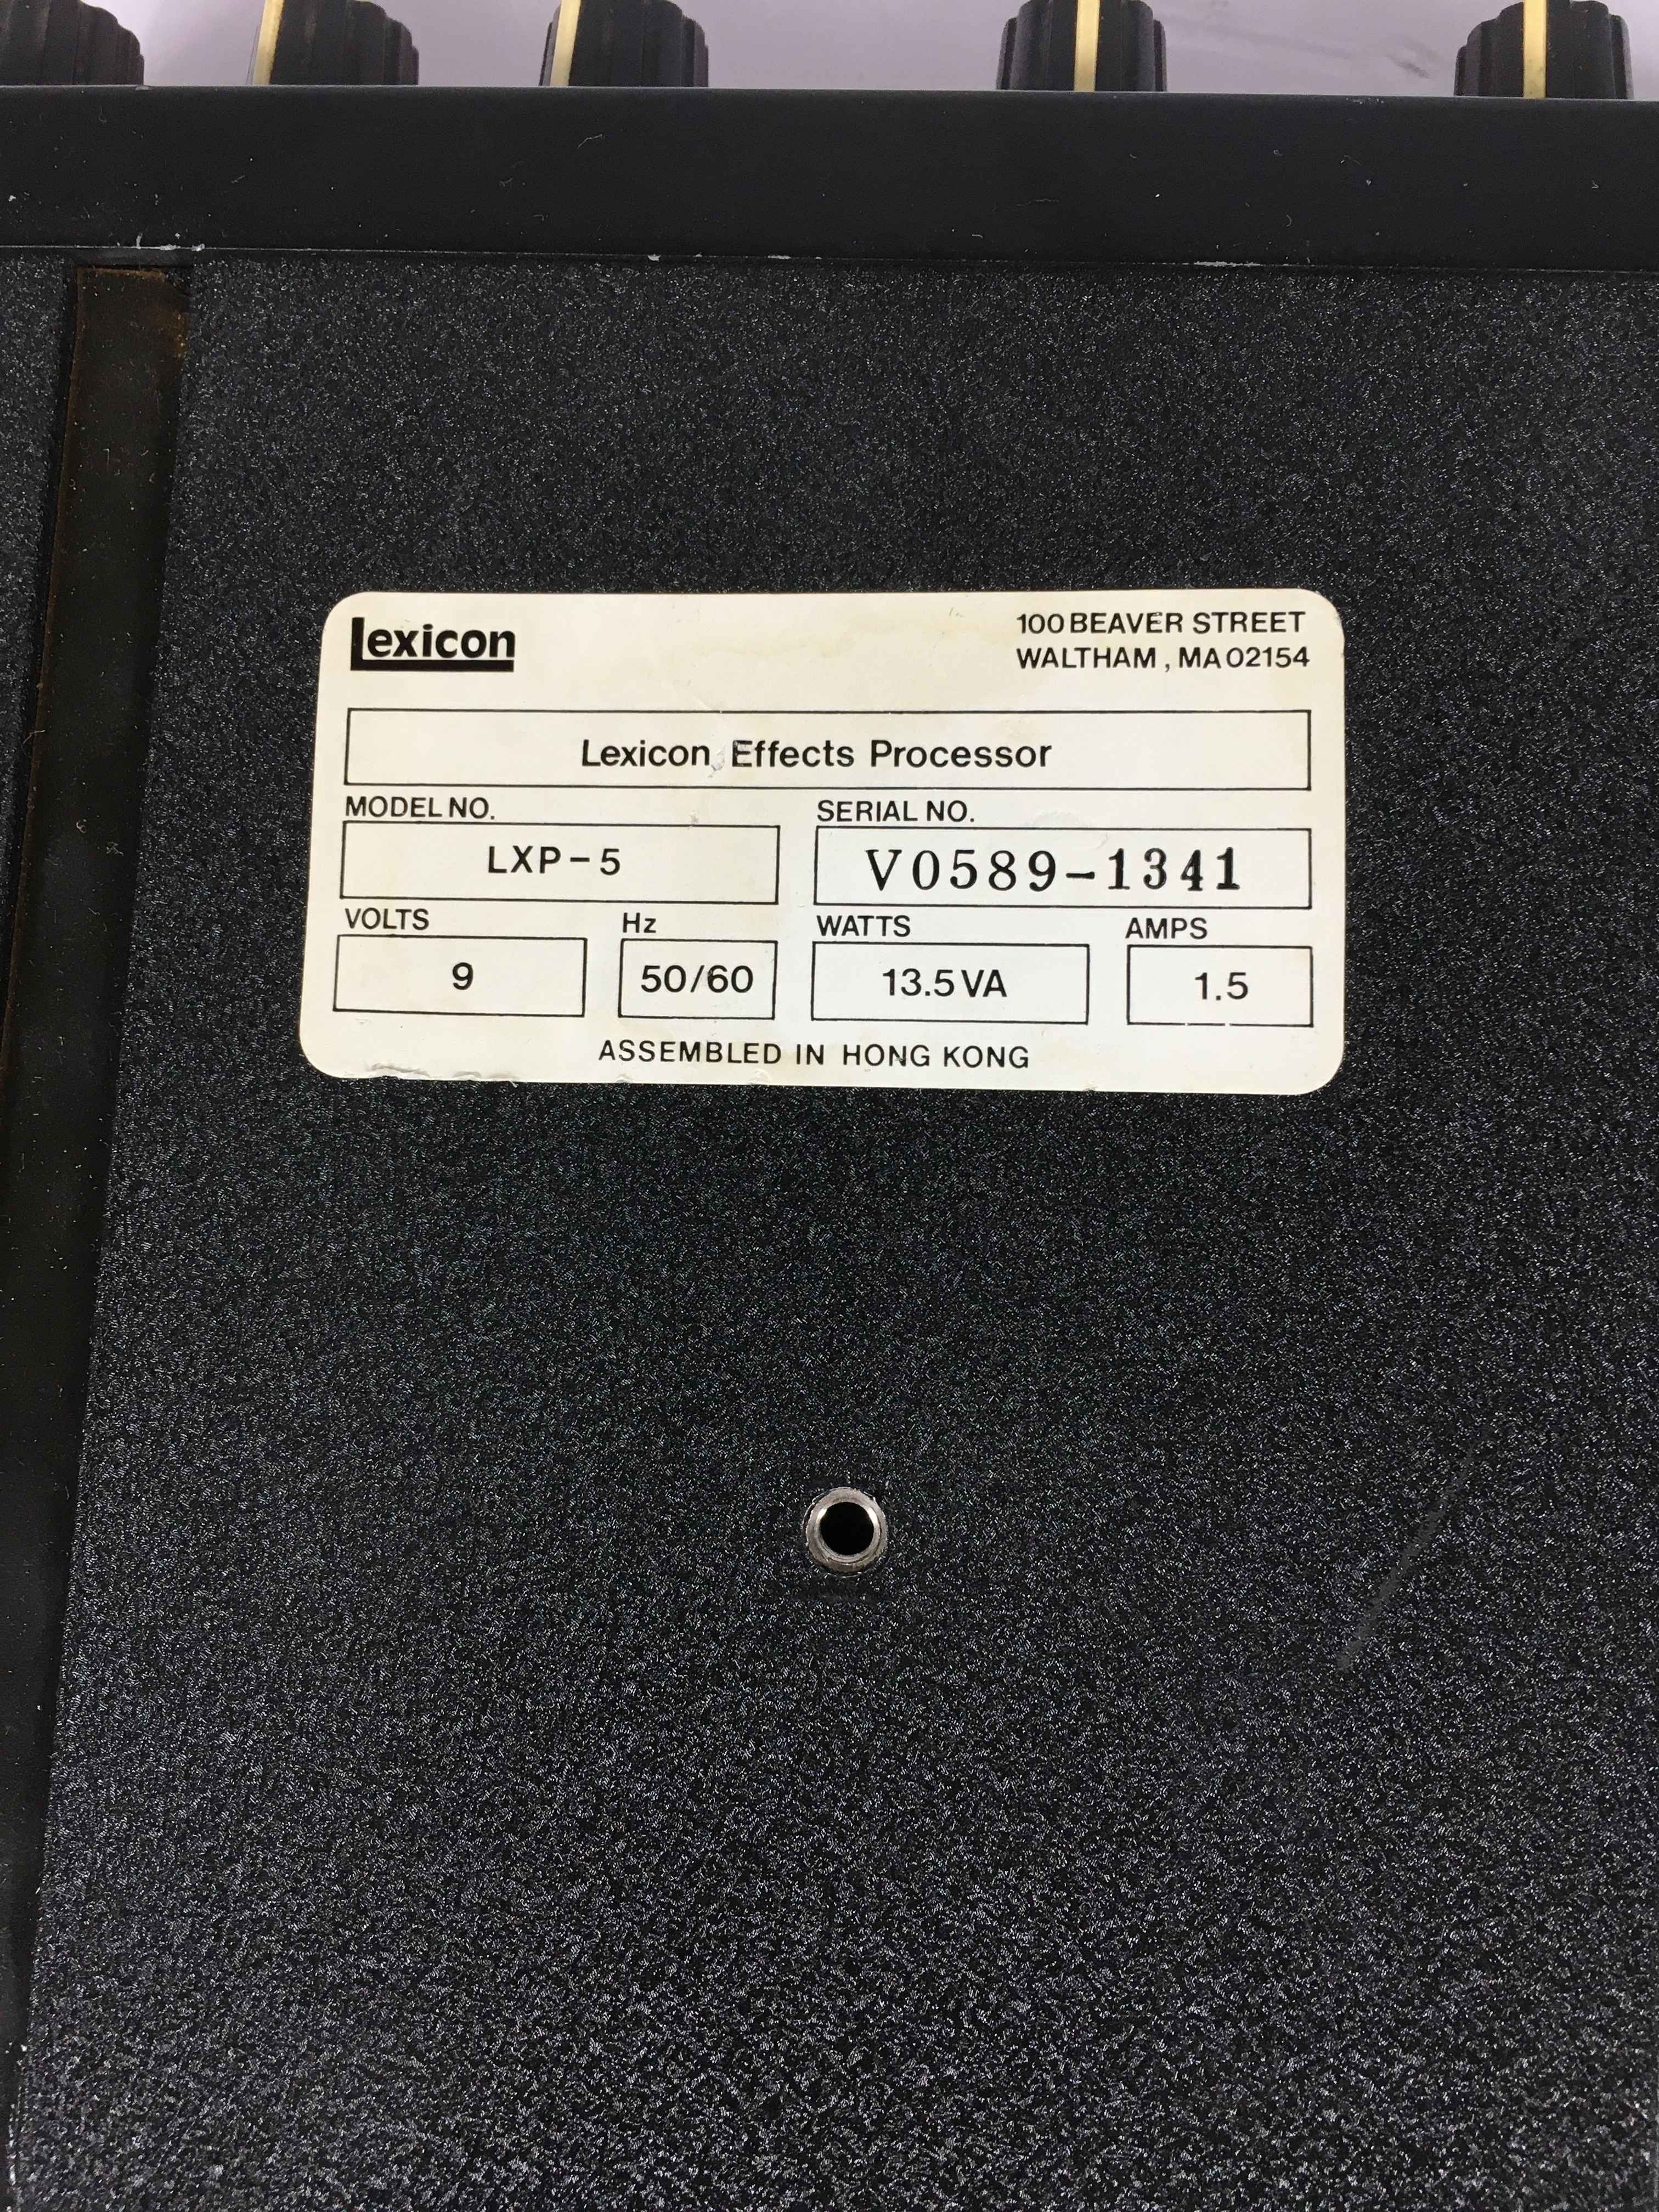 Lexicon
100 BEAVER STREET
WALTHAM, MA 02154
Lexicon Effects Processor
MODEL NO.
LXP-5
SERIAL NO.
V0589-1341
VOLTS
9
Hz
50/60
WATTS
13.5 VA
AMPS
1.5
ASSEMBLED IN HONG KONG